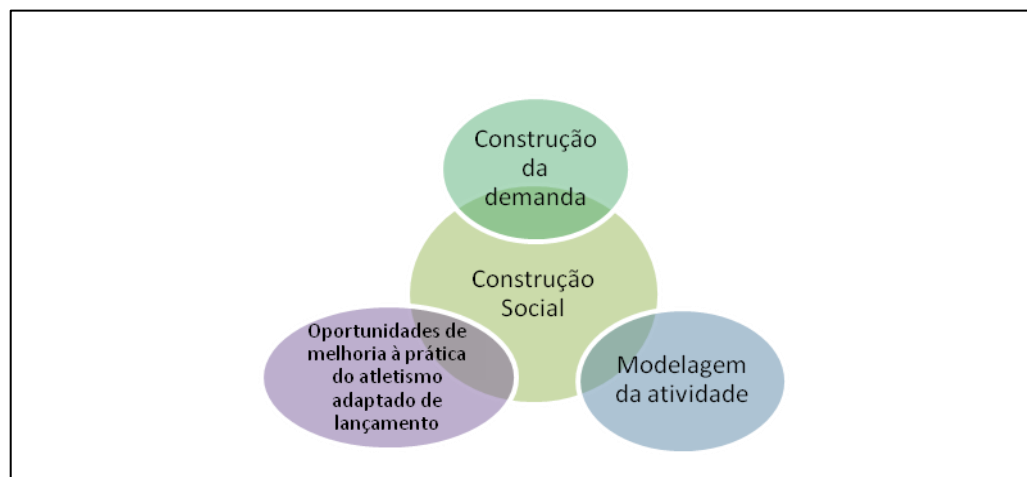 Construção
da
demanda
Construção
Social
Oportunidades de
melhoria à prática
do atletismo
adaptado de
lançamento
Modelagem
da atividade